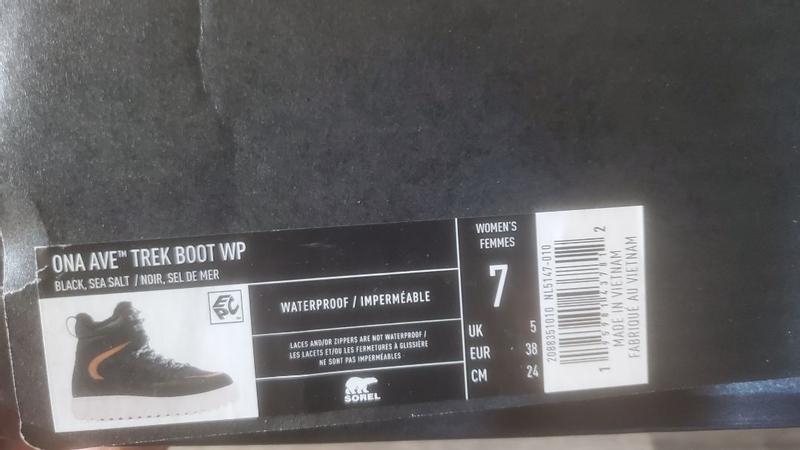 ONA AVE™ TREK BOOT WP
BLACK, SEA SALT / NOIR, SEL DE MER
EVC
WATERPROOF / IMPERMÉABLE
LACES AND/OR ZIPPERS ARE NOT WATERPROOF /
LES LACETS ET/OU LES FERMETURES À GLISSIÈRE
NE SONT PAS IMPERMÉABLES
SOREL
WOMEN'S
FEMMES
7
UK 5
EUR 38
CM 24
2088351010 NL5147-010
MADE IN VIETNAM
FABRIQUÉ AU VIETNAM